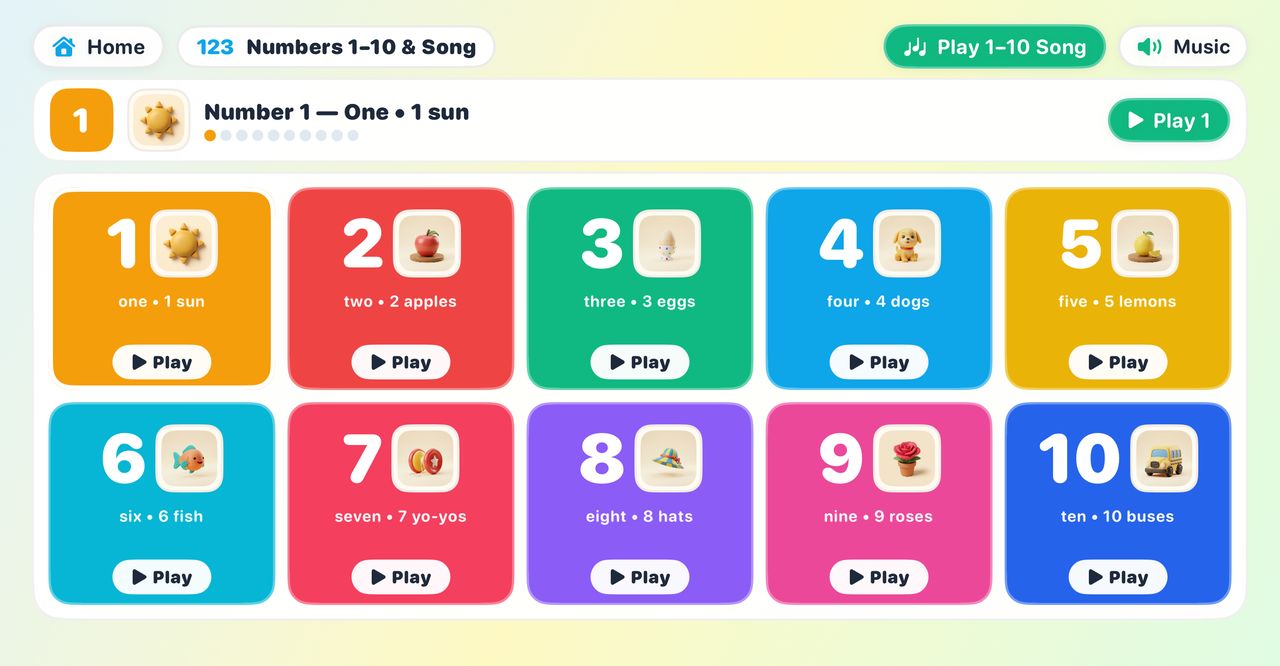 Home
123 Numbers 1–10 & Song
Play 1–10 Song
Music
1
Number 1 — One • 1 sun
Play 1
1
one • 1 sun
Play
2
two • 2 apples
Play
3
three • 3 eggs
Play
4
four • 4 dogs
Play
5
five • 5 lemons
Play
6
six • 6 fish
Play
7
seven • 7 yo-yos
Play
8
eight • 8 hats
Play
9
nine • 9 roses
Play
10
ten • 10 buses
Play